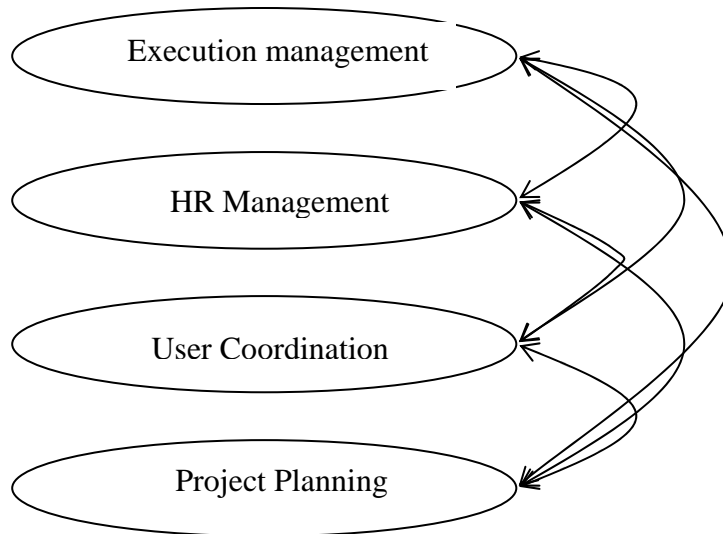 Execution management
HR Management
User Coordination
Project Planning